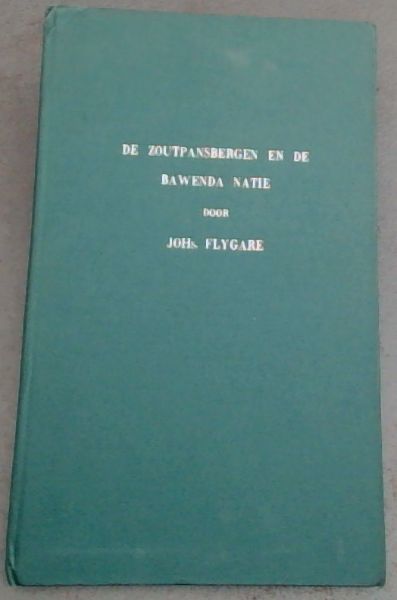 DE ZOUTPANSBERGEN EN DE
BAWENDA NATIE
DOOR
JOHs. FLYGARE